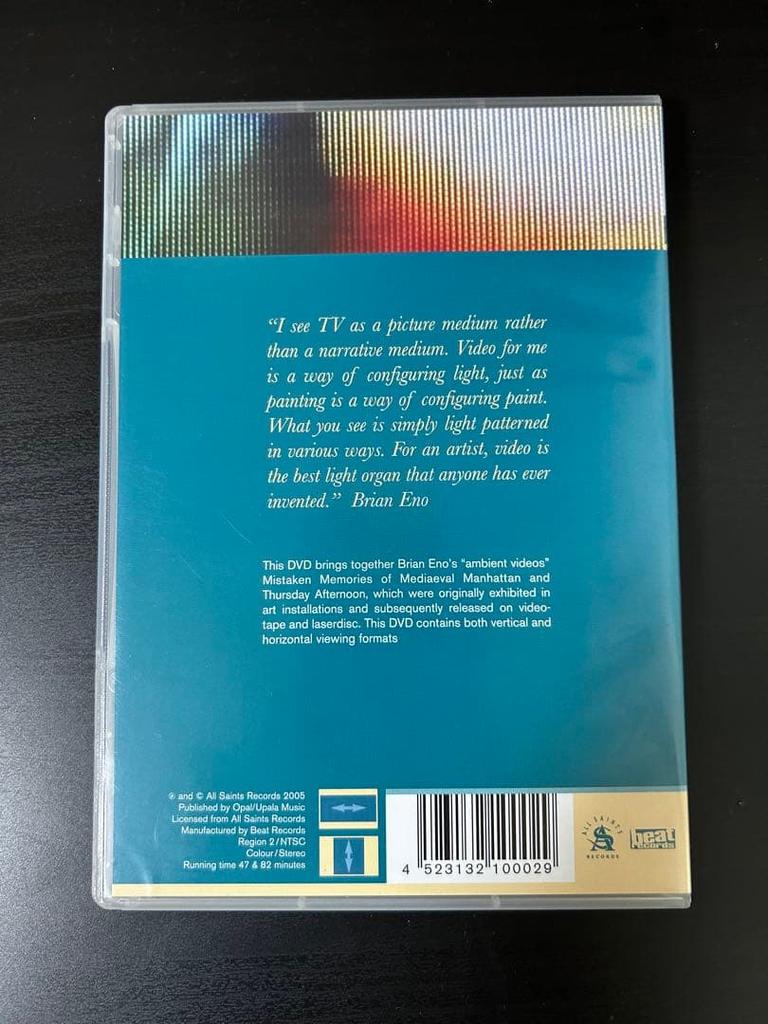 “I see TV as a picture medium rather
than a narrative medium. Video for me
is a way of configuring light, just as
painting is a way of configuring paint.
What you see is simply light patterned
in various ways. For an artist, video is
the best light organ that anyone has ever
invented.” Brian Eno
This DVD brings together Brian Eno's "ambient videos"
Mistaken Memories of Mediaeval Manhattan and
Thursday Afternoon, which were originally exhibited in
art installations and subsequently released on video-
tape and laserdisc. This DVD contains both vertical and
horizontal viewing formats
℗ and © All Saints Records 2005
Published by Opal/Upala Music
Licensed from All Saints Records
Manufactured by Beat Records
Region 2/NTSC
Colour/Stereo
Running time 47 & 82 minutes
4 523132 100029
ALL SAINTS
RECORDS
beat
records